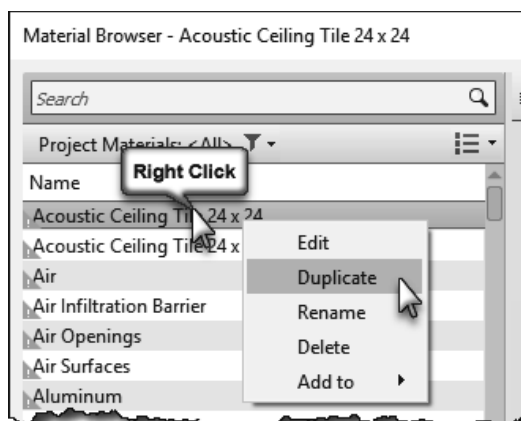 Material Browser - Acoustic Ceiling Tile 24 x 24
Search
Project Materials: <All>
Right Click
Name
Acoustic Ceiling Tile 24 x 24
Acoustic Ceiling Tile 24 x
Air
Air Infiltration Barrier
Air Openings
Air Surfaces
Aluminum
Edit
Duplicate
Rename
Delete
Add to